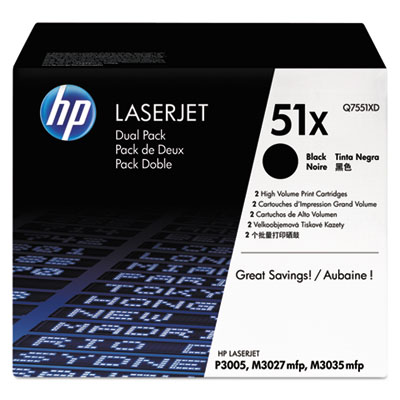 hp
LASERJET
Dual Pack
Pack de Deux
Pack Doble
Q7551XD
51x
Black Tinta Negra
Noire 黑色
2 High Volume Print Cartridges
2 Cartouches d'Impression Grand Volume
2 Cartuchos de Alto Volumen
2 Velkoobjemová Tiskové Kazety
2 个批量打印硒鼓
Great Savings! / Aubaine !
HP LASERJET
P3005, M3027 mfp, M3035 mfp